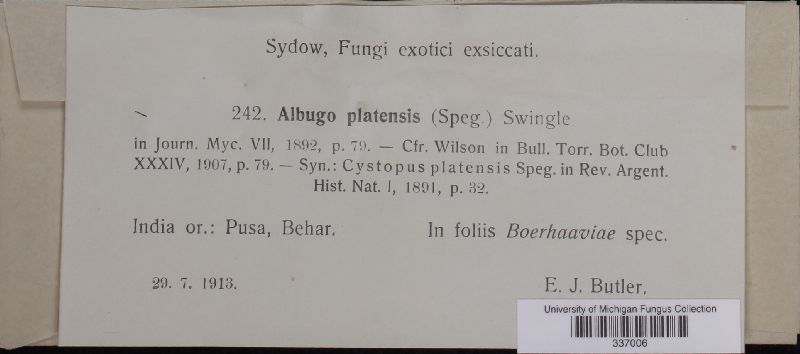 Sydow, Fungi exotici exsiccati.
242. Albugo platensis (Speg.) Swingle
in Journ. Myc. VII, 1892, p. 79. — Cfr. Wilson in Bull. Torr. Bot. Club
XXXIV, 1907, p. 79. — Syn.: Cystopus platensis Speg. in Rev. Argent.
Hist. Nat. I, 1891, p. 32.
India or.: Pusa, Behar. In foliis Boerhaaviae spec.
29. 7. 1913. E. J. Butler.
University of Michigan Fungus Collection
337006